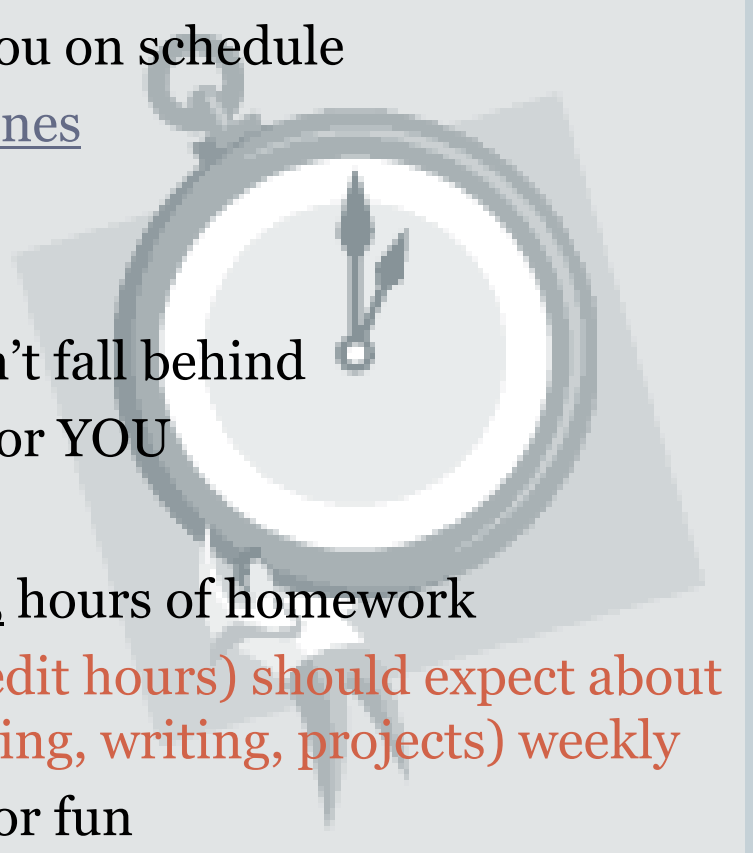 ou on schedule
nes
't fall behind
or YOU
hours of homework
edit hours) should expect about
ing, writing, projects) weekly
or fun